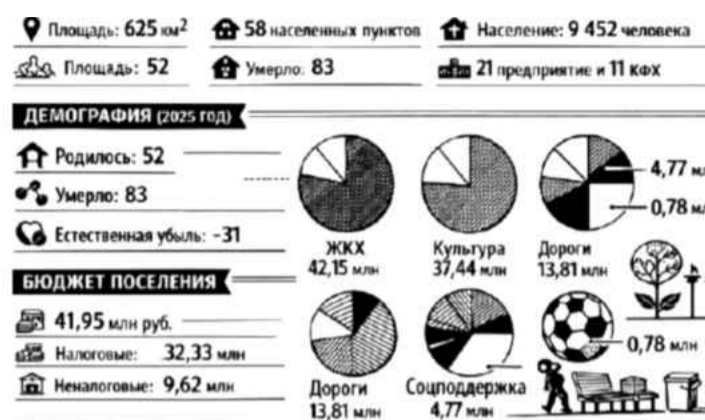 Площадь: 625 км²
58 населенных пунктов
Население: 9 452 человека
Площадь: 52
Умерло: 83
21 предприятие и 11 КФХ
ДЕМОГРАФИЯ (2025 год)
Родилось: 52
Умерло: 83
Естественная убыль: -31
4,77 мл
0,78 мл
ЖКХ
42,15 млн
Культура
37,44 млн
Дороги
13,81 млн
БЮДЖЕТ ПОСЕЛЕНИЯ
41,95 млн руб.
Налоговые: 32,33 млн
Неналоговые: 9,62 млн
0,78 млн
Дороги
13,81 млн
Соцподдержка
4,77 млн